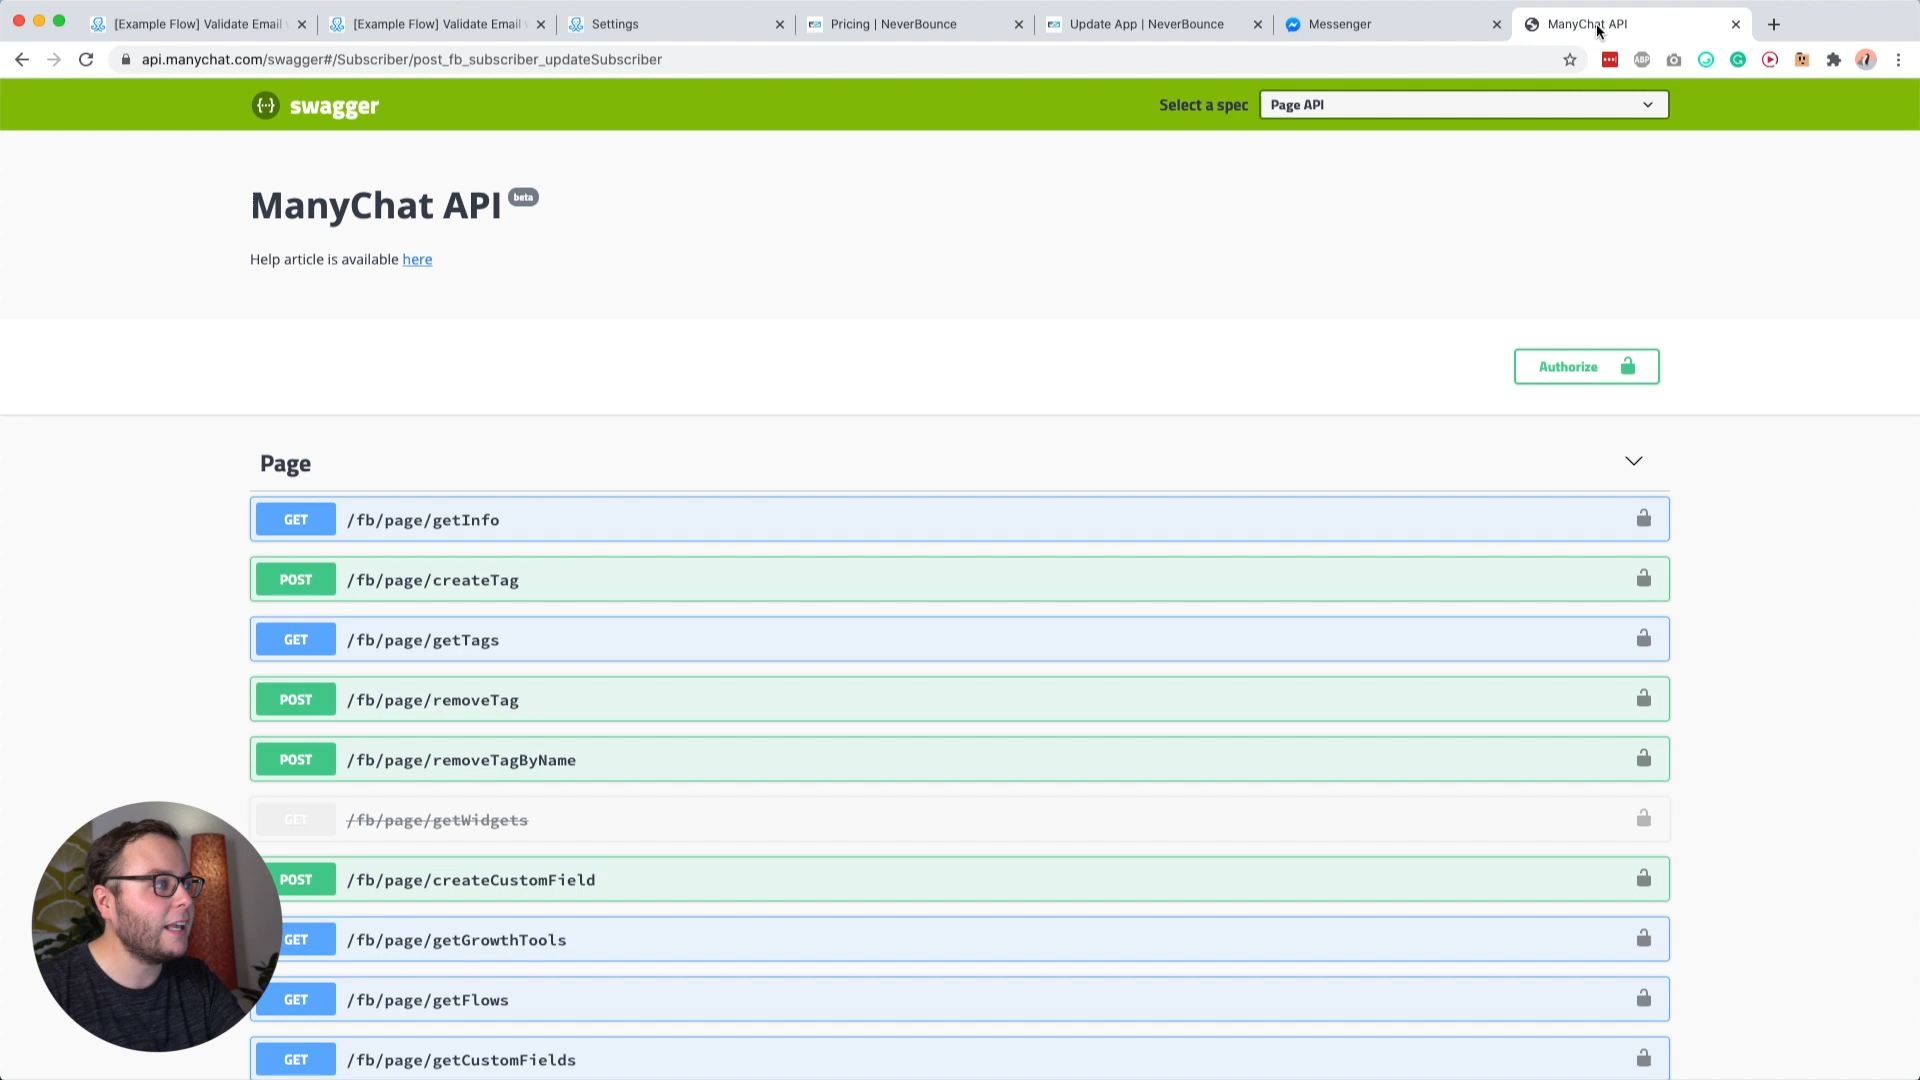 [Example Flow] Validate Email
[Example Flow] Validate Email
Settings
Pricing | NeverBounce
Update App | NeverBounce
Messenger
ManyChat API
api.manychat.com/swagger#/Subscriber/post_fb_subscriber_updateSubscriber
ABP
swagger
Select a spec
Page API
ManyChat API beta
Help article is available here
Authorize
Page
GET /fb/page/getInfo
POST /fb/page/createTag
GET /fb/page/getTags
POST /fb/page/removeTag
POST /fb/page/removeTagByName
GET /fb/page/getWidgets
POST /fb/page/createCustomField
GET /fb/page/getGrowthTools
GET /fb/page/getFlows
GET /fb/page/getCustomFields